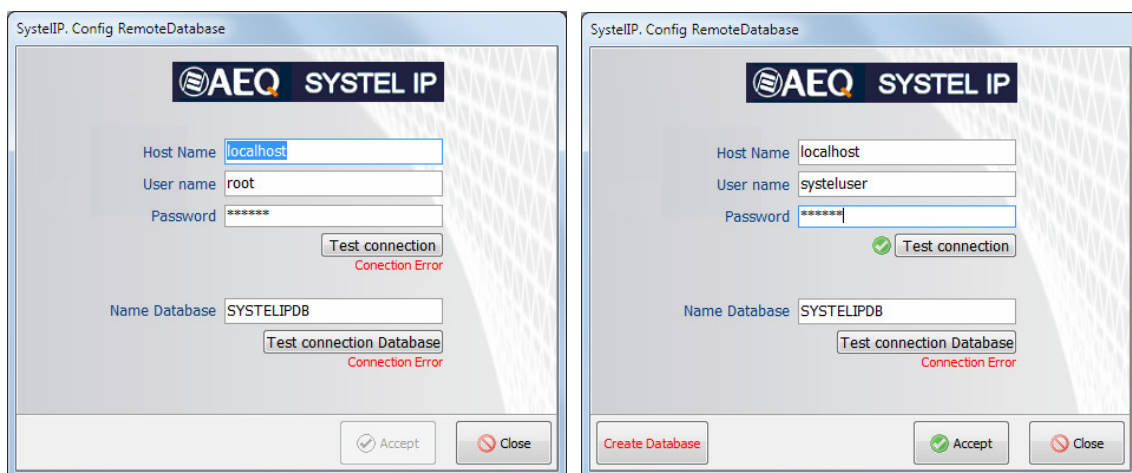 SystelIP. Config RemoteDatabase
AEQ SYSTEL IP
Host Name localhost
User name root
Password ******
Test connection
Conection Error
Name Database SYSTELIPDB
Test connection Database
Connection Error
Accept
Close
SystelIP. Config RemoteDatabase
AEQ SYSTEL IP
Host Name localhost
User name systeluser
Password ******
Test connection
Name Database SYSTELIPDB
Test connection Database
Connection Error
Create Database
Accept
Close